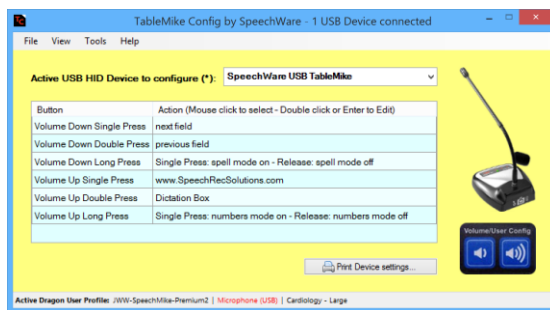 TableMike Config by SpeechWare - 1 USB Device connected
File View Tools Help
Active USB HID Device to configure (*): SpeechWare USB TableMike
Button Action (Mouse click to select - Double click or Enter to Edit)
Volume Down Single Press next field
Volume Down Double Press previous field
Volume Down Long Press Single Press: spell mode on - Release: spell mode off
Volume Up Single Press www.SpeechRecSolutions.com
Volume Up Double Press Dictation Box
Volume Up Long Press Single Press: numbers mode on - Release: numbers mode off
Volume/User Config
Print Device settings...
Active Dragon User Profile: JWW-SpeechMike-Premium2 | Microphone (USB) | Cardiology - Large